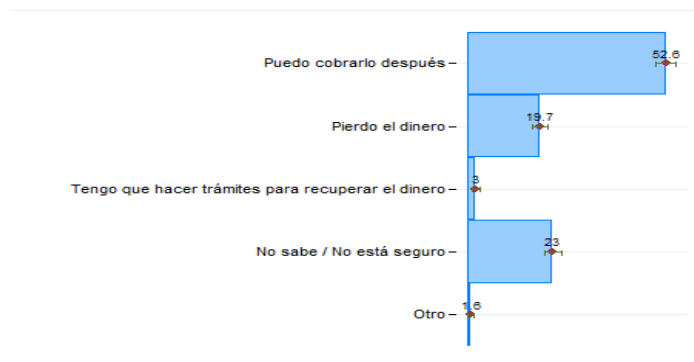 Puedo cobrarlo después
52.6
Pierdo el dinero
19.7
Tengo que hacer trámites para recuperar el dinero
3
No sabe / No está seguro
23
Otro
1.6